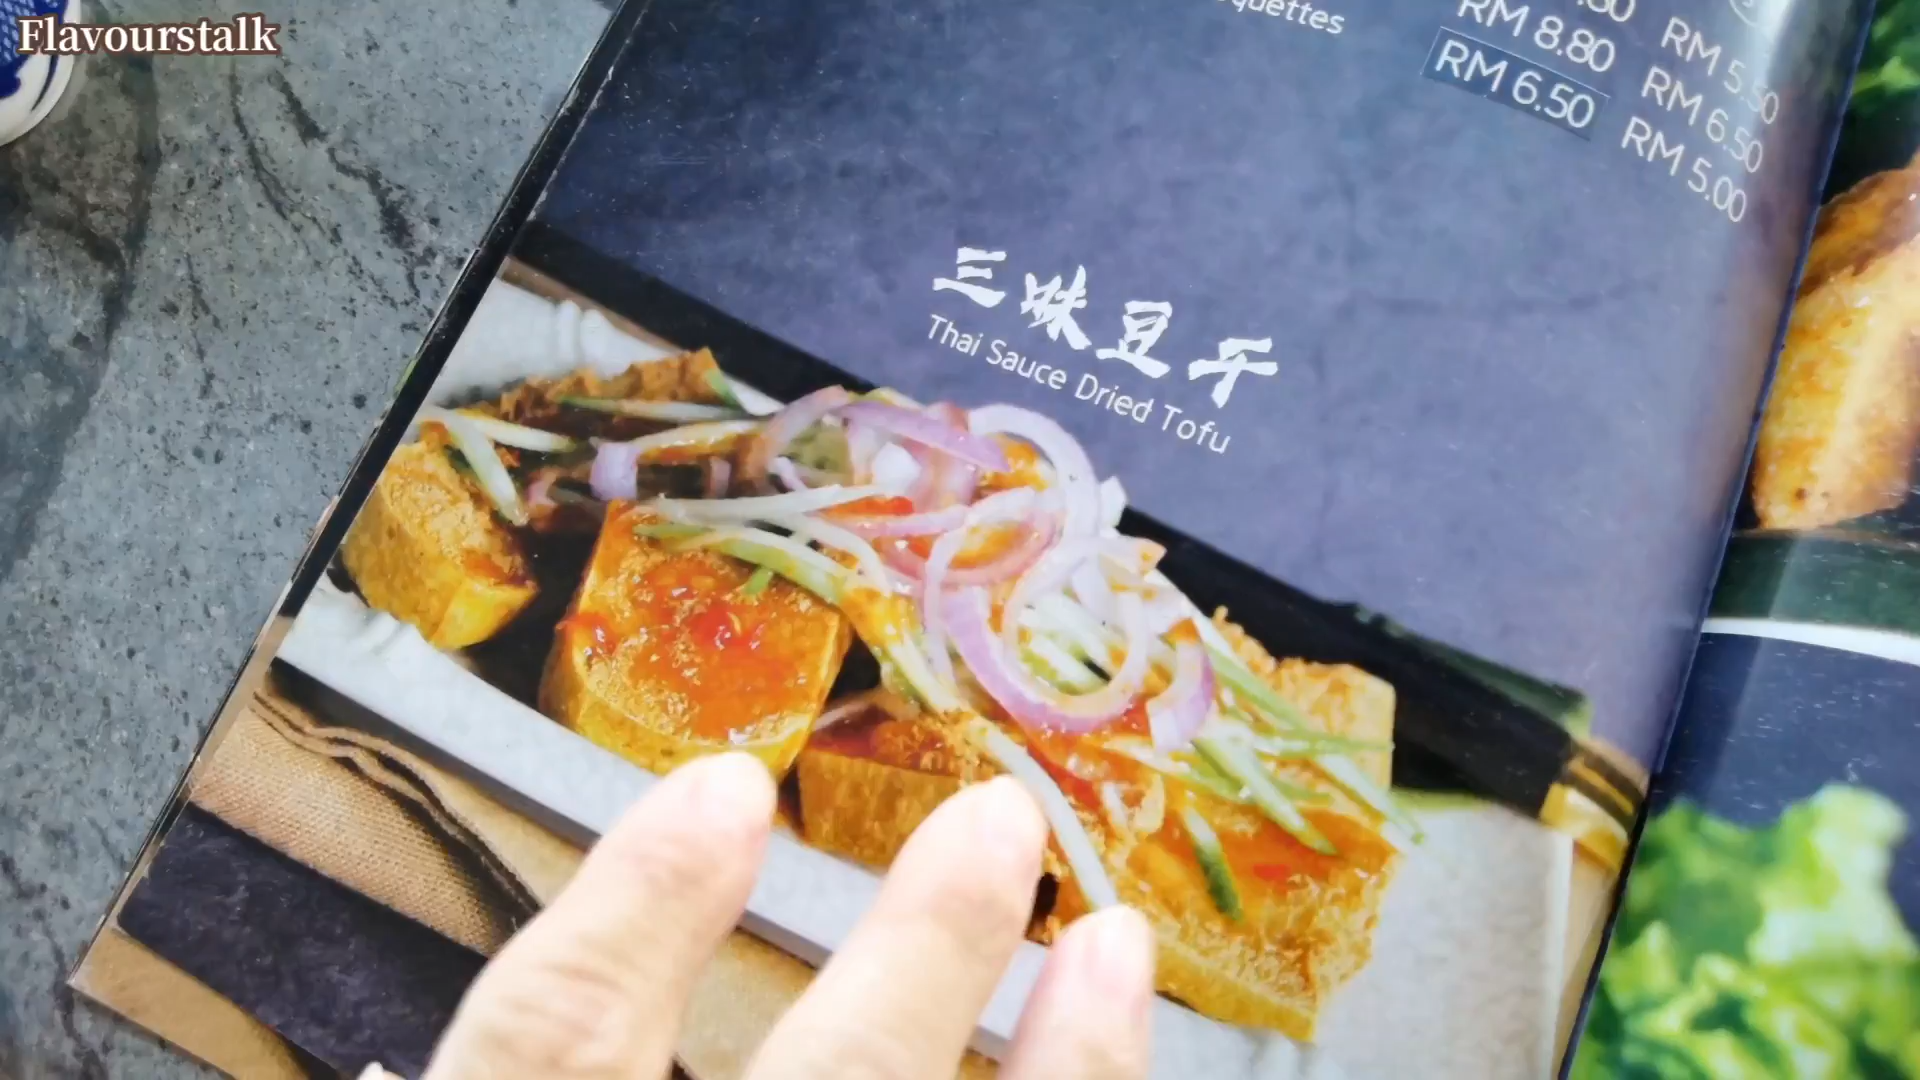 Flavourstalk
RM 8.80 RM 5.50
RM 6.50 RM 6.50
RM 5.00
三味豆干
Thai Sauce Dried Tofu